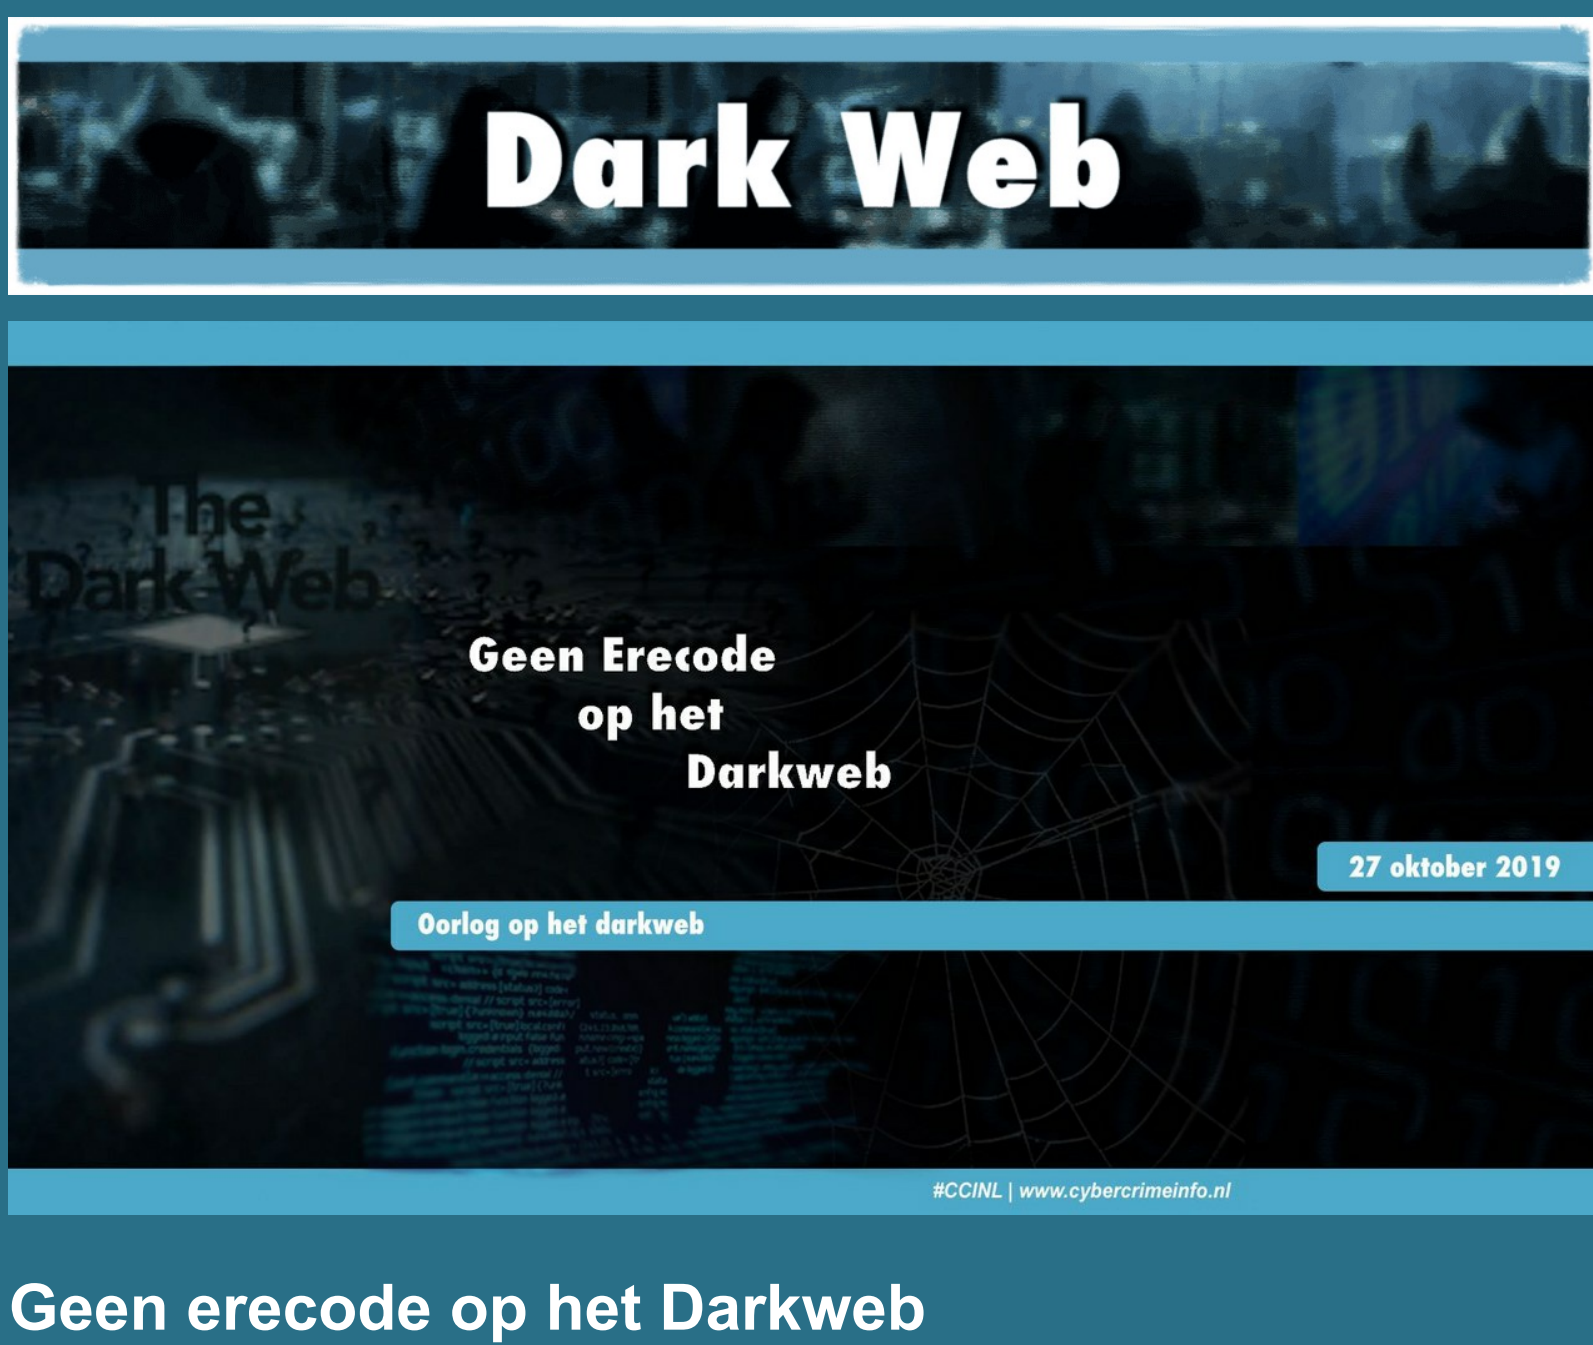 Dark Web
The
Dark Web
Geen Erecode
op het
Darkweb
27 oktober 2019
Oorlog op het darkweb
#CCINL | www.cybercrimeinfo.nl
Geen erecode op het Darkweb